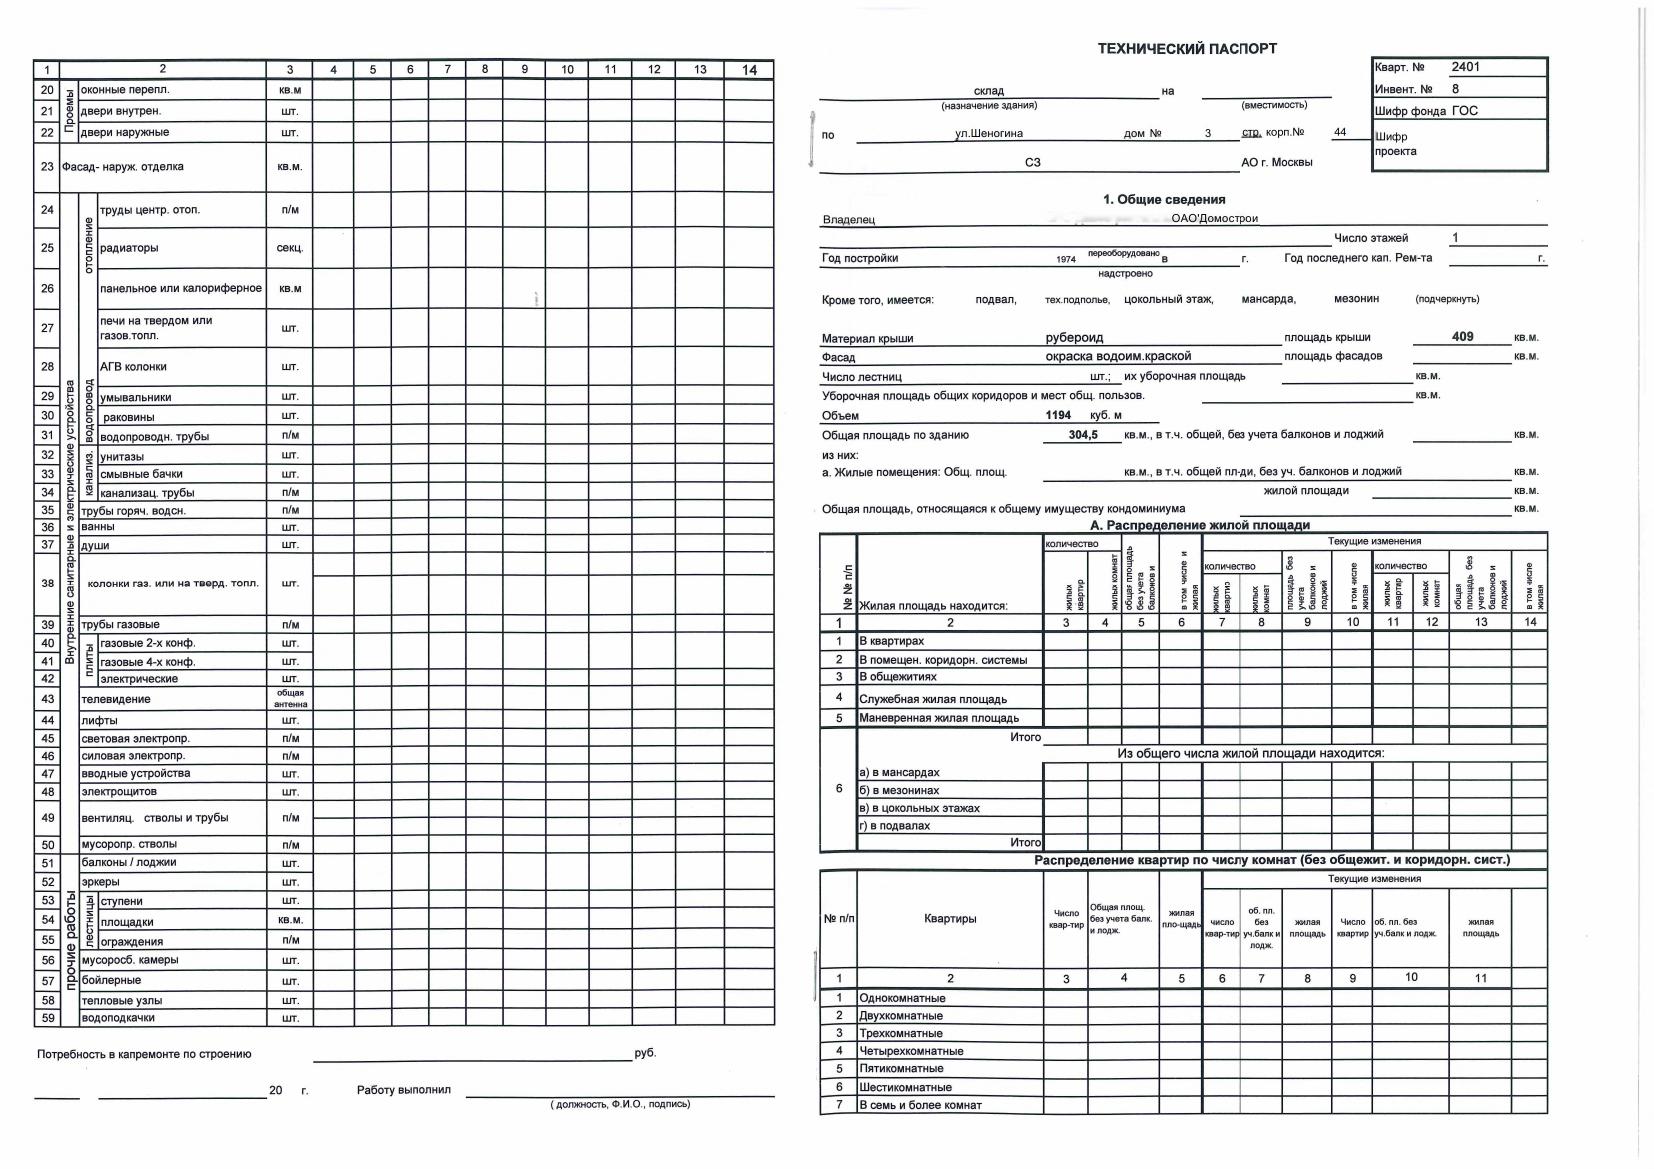 1 2 3 4 5 6 7 8 9 10 11 12 13 14
Проемы
20 оконные перепл. кв.м
21 двери внутрен. шт.
22 двери наружные шт.
23 Фасад- наруж. отделка кв.м.
Внутренние санитарные и электрические устройства
отопление
24 труды центр. отоп. п/м
25 радиаторы секц.
26 панельное или калориферное кв.м
27 печи на твердом или
газов.топл. шт.
28 АГВ колонки шт.
водопровод
29 умывальники шт.
30 раковины шт.
31 водопроводн. трубы п/м
канализ.
32 унитазы шт.
33 смывные бачки шт.
34 канализац. трубы п/м
35 трубы горяч. водсн. п/м
36 ванны шт.
37 души шт.
38 колонки газ. или на тверд. топл. шт.
39 трубы газовые п/м
плиты
40 газовые 2-х конф. шт.
41 газовые 4-х конф. шт.
42 электрические шт.
43 телевидение общая
антенна
44 лифты шт.
45 световая электропр. п/м
46 силовая электропр. п/м
47 вводные устройства шт.
48 электрощитов шт.
49 вентиляц. стволы и трубы п/м
50 мусоропр. стволы п/м
прочие работы
51 балконы / лоджии шт.
52 эркеры шт.
лестницы
53 ступени шт.
54 площадки кв.м.
55 ограждения п/м
56 мусоросб. камеры шт.
57 бойлерные шт.
58 тепловые узлы шт.
59 водоподкачки шт.
Потребность в капремонте по строению руб.
20 г. Работу выполнил
( должность, Ф.И.О., подпись)
ТЕХНИЧЕСКИЙ ПАСПОРТ
Кварт. № 2401
Инвент. № 8
Шифр фонда ГОС
Шифр
проекта
склад на
(назначение здания) (вместимость)
по ул.Шеногина дом № 3 стр. корп.№ 44
СЗ АО г. Москвы
1. Общие сведения
Владелец ОАО'Домострои
Число этажей 1
Год постройки 1974 переоборудовано в г. Год последнего кап. Рем-та г.
надстроено
Кроме того, имеется: подвал, тех.подполье, цокольный этаж, мансарда, мезонин (подчеркнуть)
Материал крыши рубероид площадь крыши 409 кв.м.
Фасад окраска водоим.краской площадь фасадов кв.м.
Число лестниц шт.; их уборочная площадь кв.м.
Уборочная площадь общих коридоров и мест общ. пользов. кв.м.
Объем 1194 куб. м
Общая площадь по зданию 304,5 кв.м., в т.ч. общей, без учета балконов и лоджий кв.м.
из них:
а. Жилые помещения: Общ. площ. кв.м., в т.ч. общей пл-ди, без уч. балконов и лоджий кв.м.
жилой площади кв.м.
Общая площадь, относящаяся к общему имуществу кондоминиума кв.м.
А. Распределение жилой площади
№ № п/п
Жилая площадь находится:
количество
жилых квартир
жилых комнат
общая площадь без учета балконов и
в том числе и жилая
Текущие изменения
количество
жилых квартир
жилых комнат
площадь без учета балконов и лоджий
в том числе жилая
количество
жилых квартир
жилых комнат
общая площадь без учета балконов и лоджий
в том числе жилая
1 2 3 4 5 6 7 8 9 10 11 12 13 14
1 В квартирах
2 В помещен. коридорн. системы
3 В общежитиях
4 Служебная жилая площадь
5 Маневренная жилая площадь
Итого
Из общего числа жилой площади находится:
6
а) в мансардах
б) в мезонинах
в) в цокольных этажах
г) в подвалах
Итого
Распределение квартир по числу комнат (без общежит. и коридорн. сист.)
Текущие изменения
№ п/п
Квартиры
Число
квар-тир
Общая площ.
без учета балк.
и лодж.
жилая
пло-щадь
число
квар-тир
об. пл.
без
уч.балк и
лодж.
жилая
площадь
Число
квартир
об. пл. без
уч.балк и лодж.
жилая
площадь
1 2 3 4 5 6 7 8 9 10 11
1 Однокомнатные
2 Двухкомнатные
3 Трехкомнатные
4 Четырехкомнатные
5 Пятикомнатные
6 Шестикомнатные
7 В семь и более комнат